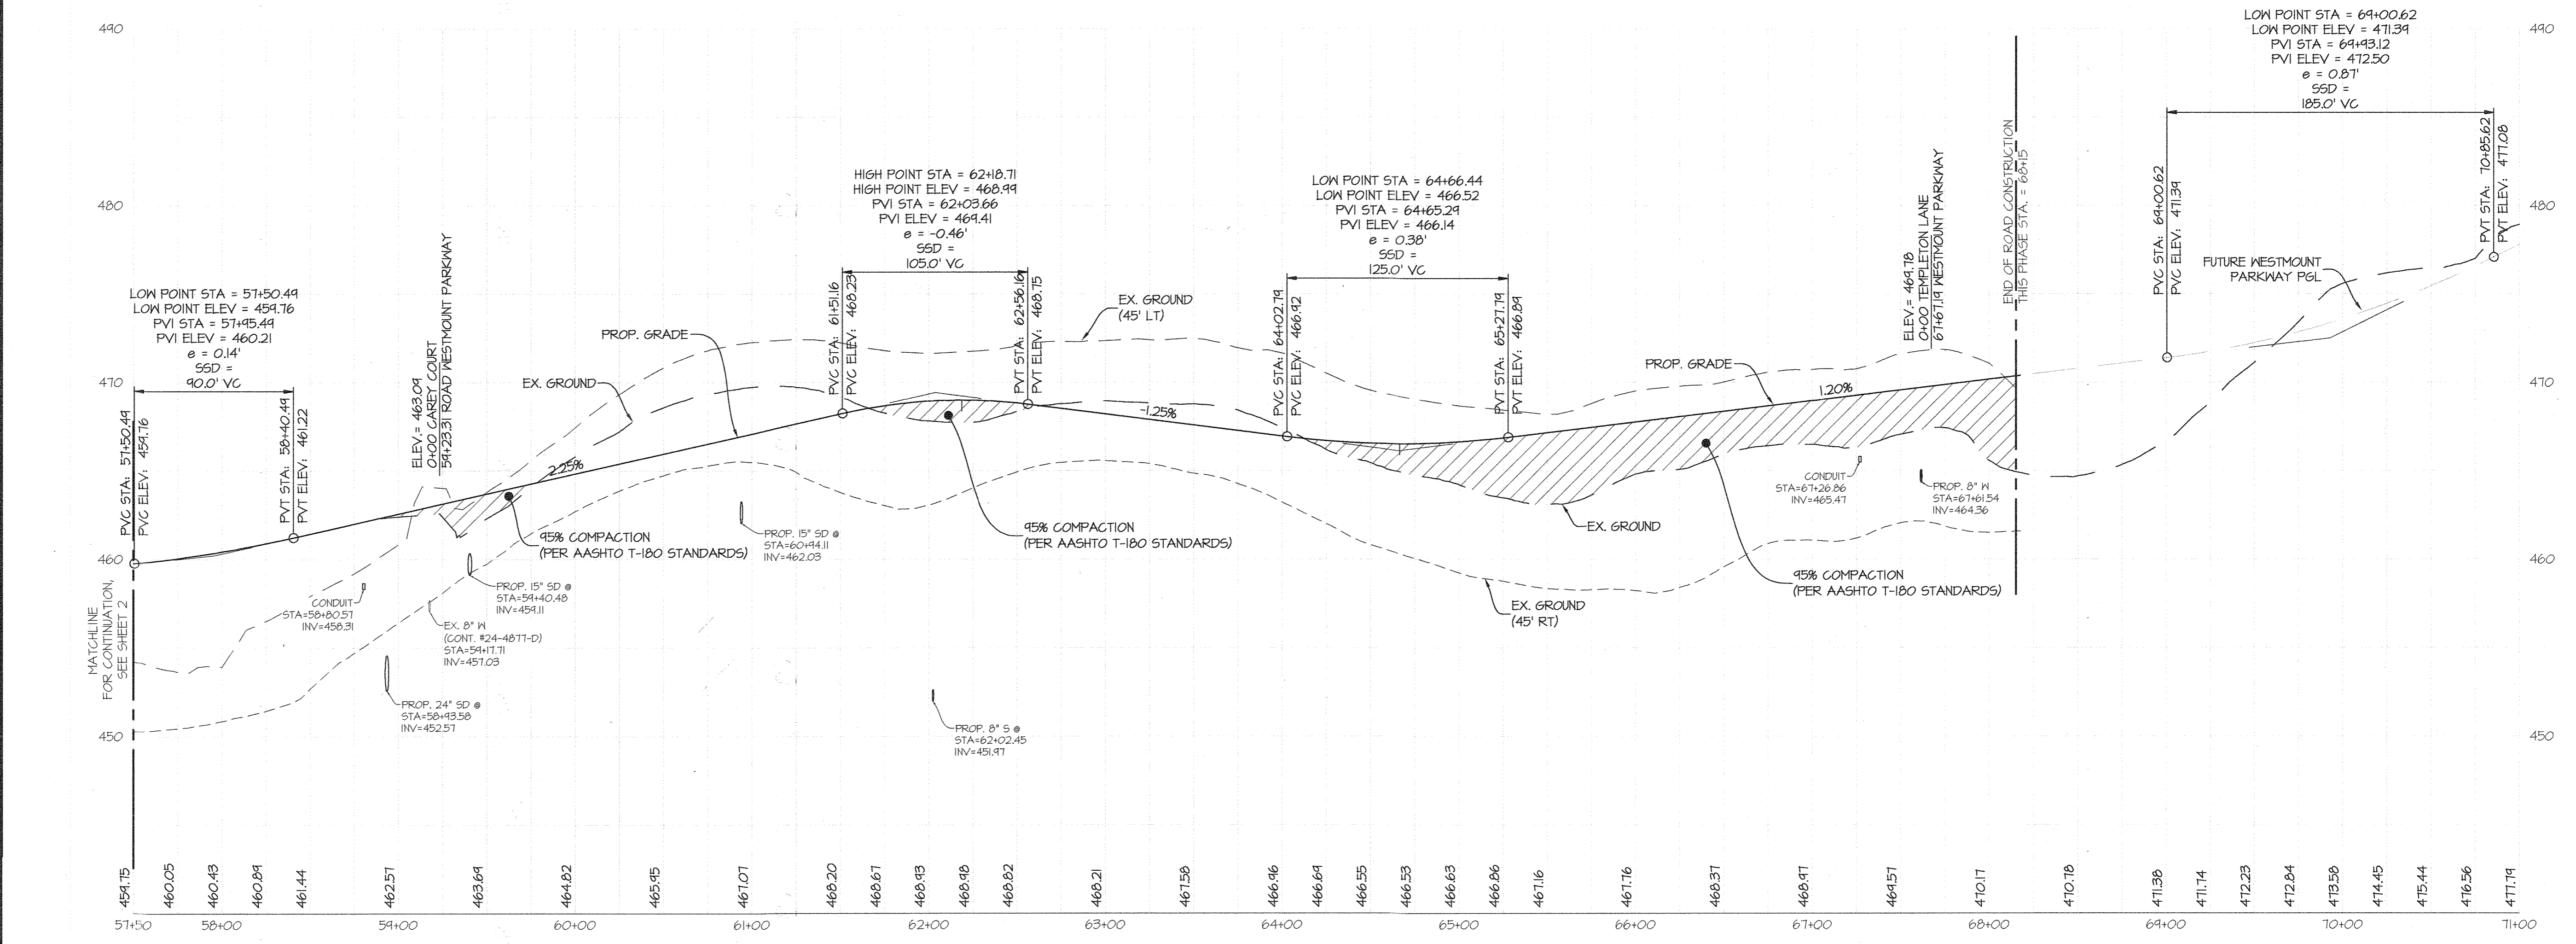 490
480
470
460
450
490
480
470
460
450
LOW POINT STA = 57+50.49
LOW POINT ELEV = 459.76
PVI STA = 57+95.49
PVI ELEV = 460.21
e = 0.14'
SSD =
90.0' VC
PVC STA: 57+50.49
PVC ELEV: 459.76
PVT STA: 58+40.49
PVT ELEV: 461.22
MATCHLINE
FOR CONTINUATION,
SEE SHEET 2
ELEV.= 463.09
0+00 CAREY COURT
59+23.31 ROAD WESTMOUNT PARKWAY
CONDUIT
STA=58+80.57
INV=458.31
PROP. 24" SD @
STA=58+93.58
INV=452.57
EX. 8" W
(CONT. #24-4877-D)
STA=59+17.71
INV=457.03
PROP. 15" SD @
STA=59+40.48
INV=459.11
95% COMPACTION
(PER AASHTO T-180 STANDARDS)
2.25%
EX. GROUND
PROP. GRADE
PROP. 15" SD @
STA=60+94.11
INV=462.03
HIGH POINT STA = 62+18.71
HIGH POINT ELEV = 468.99
PVI STA = 62+03.66
PVI ELEV = 469.41
e = -0.46'
SSD =
105.0' VC
PVC STA: 61+51.16
PVC ELEV: 468.23
PVT STA: 62+56.16
PVT ELEV: 468.75
EX. GROUND
(45' LT)
-1.25%
95% COMPACTION
(PER AASHTO T-180 STANDARDS)
PROP. 8" S @
STA=62+02.45
INV=451.97
LOW POINT STA = 64+66.44
LOW POINT ELEV = 466.52
PVI STA = 64+65.29
PVI ELEV = 466.14
e = 0.38'
SSD =
125.0' VC
PVC STA: 64+02.79
PVC ELEV: 466.92
PVT STA: 65+27.79
PVT ELEV: 466.89
EX. GROUND
EX. GROUND
(45' RT)
PROP. GRADE
1.20%
95% COMPACTION
(PER AASHTO T-180 STANDARDS)
CONDUIT
STA=67+26.86
INV=465.47
PROP. 8" W
STA=67+61.54
INV=464.36
ELEV.= 469.78
0+00 TEMPLETON LANE
67+67.19 WESTMOUNT PARKWAY
END OF ROAD CONSTRUCTION
THIS PHASE STA. = 68+15
LOW POINT STA = 69+00.62
LOW POINT ELEV = 471.39
PVI STA = 69+93.12
PVI ELEV = 472.50
e = 0.87'
SSD =
185.0' VC
PVC STA: 69+00.62
PVC ELEV: 471.39
PVT STA: 70+85.62
PVT ELEV: 477.08
FUTURE WESTMOUNT
PARKWAY PGL
459.75
460.05
460.43
460.89
461.44
462.57
463.69
464.82
465.95
467.07
468.20
468.67
468.93
468.98
468.82
468.21
467.58
466.96
466.64
466.55
466.53
466.63
466.86
467.16
467.76
468.37
468.97
469.57
470.17
470.78
471.38
471.74
472.23
472.84
473.58
474.45
475.44
476.56
477.79
57+50
58+00
59+00
60+00
61+00
62+00
63+00
64+00
65+00
66+00
67+00
68+00
69+00
70+00
71+00